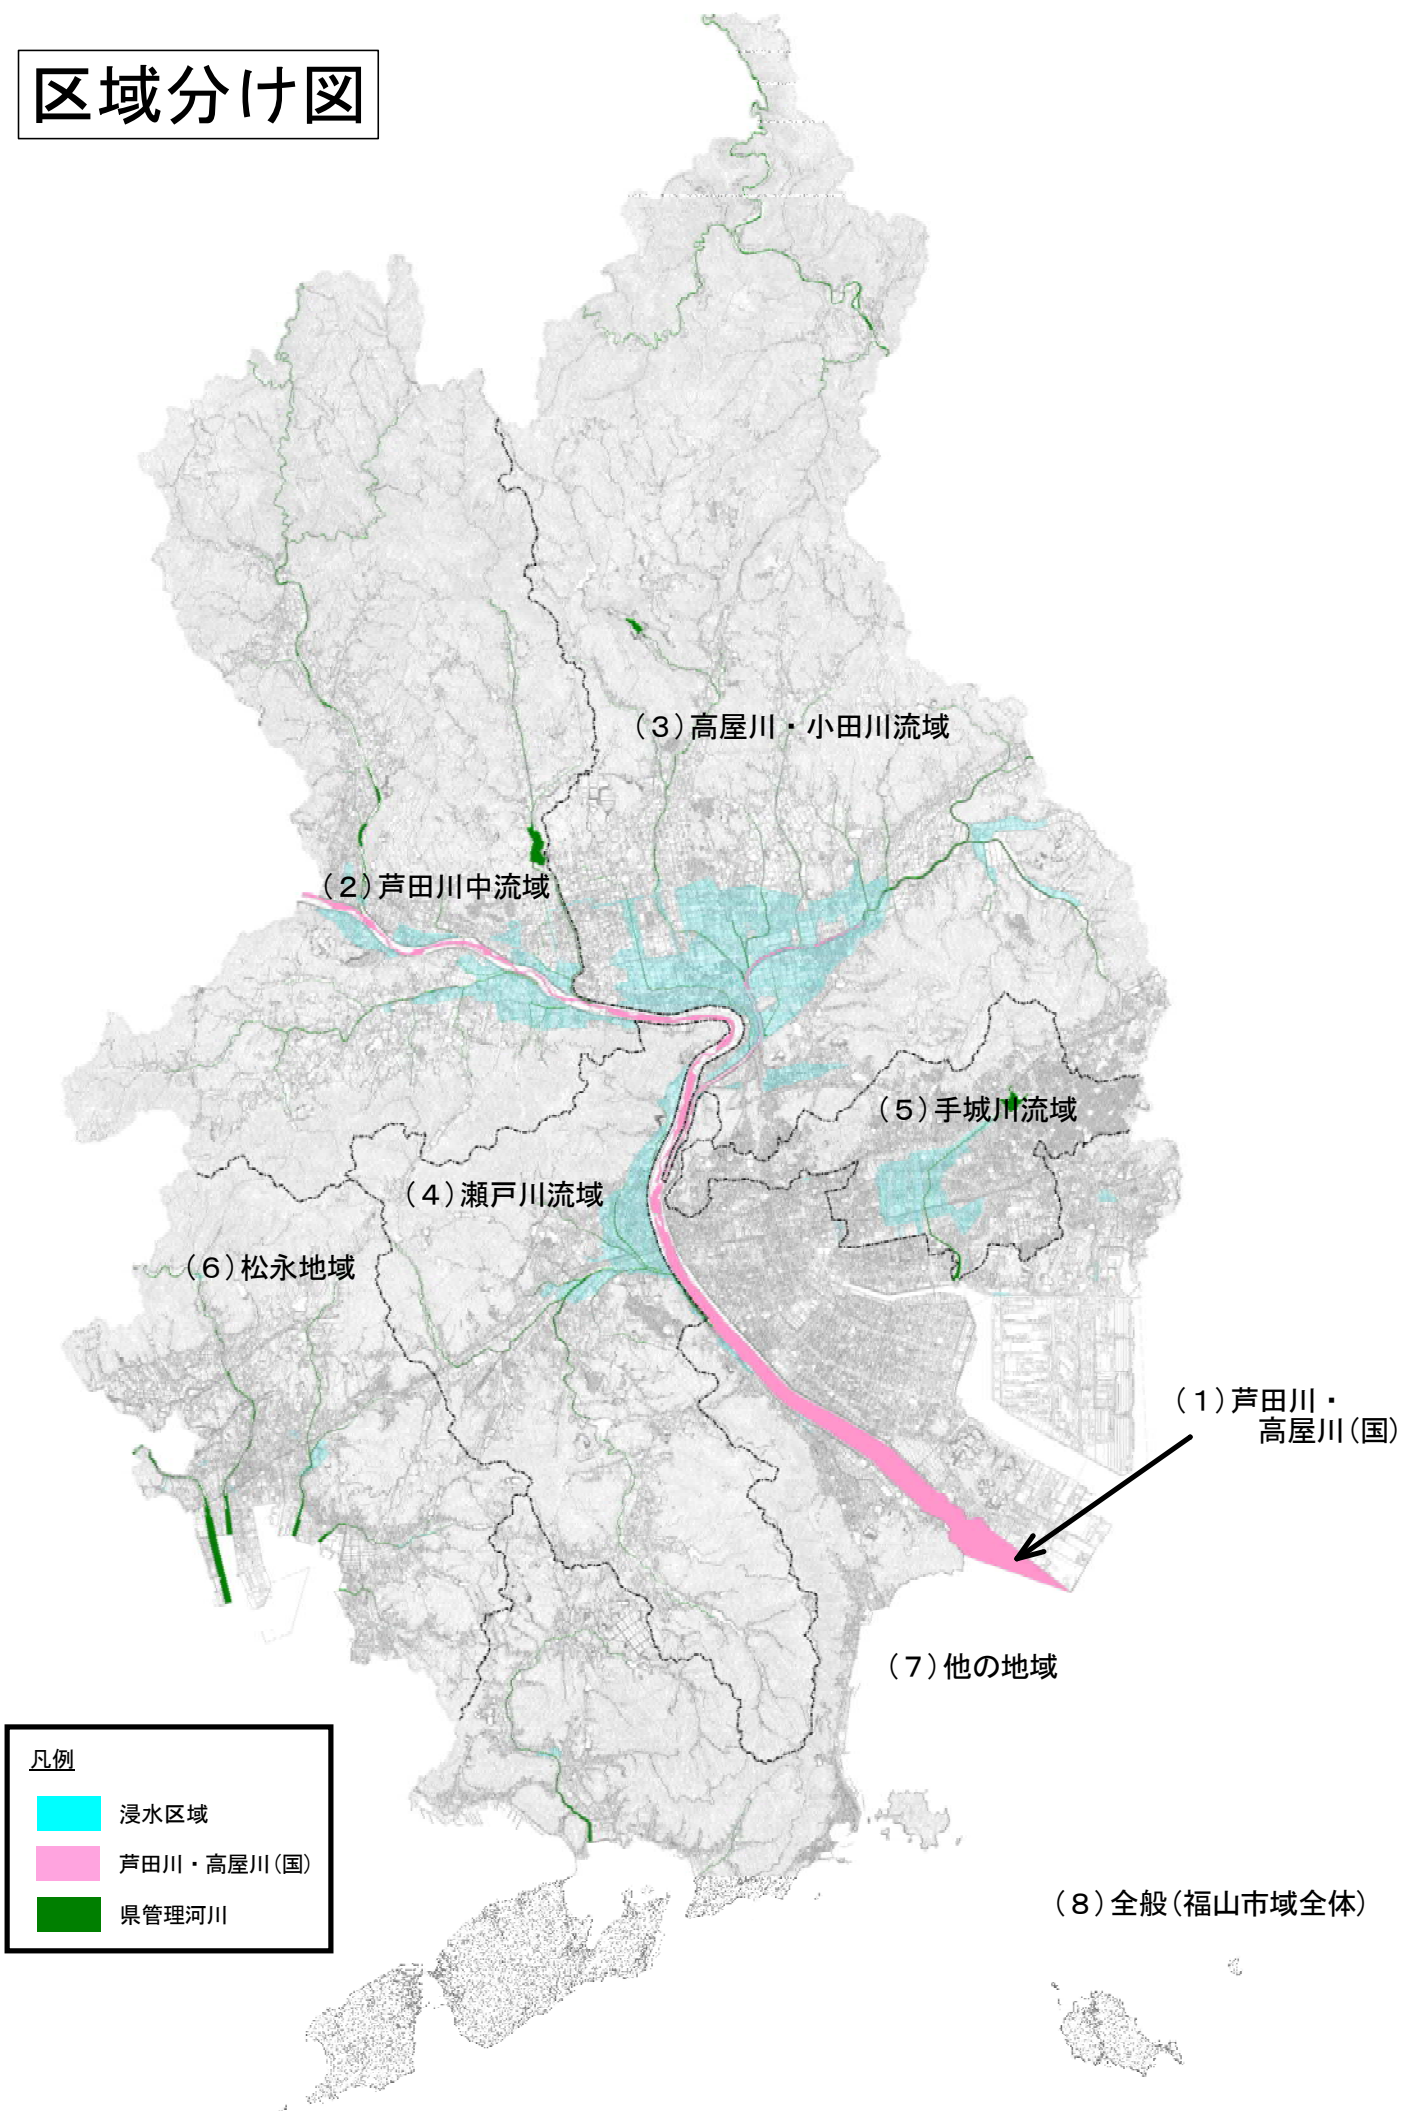 区域分け図
（３）高屋川・小田川流域
（２）芦田川中流域
（５）手城川流域
（４）瀬戸川流域
（６）松永地域
（１）芦田川・
高屋川（国）
（７）他の地域
凡例
浸水区域
芦田川・高屋川（国）
県管理河川
（８）全般（福山市域全体）